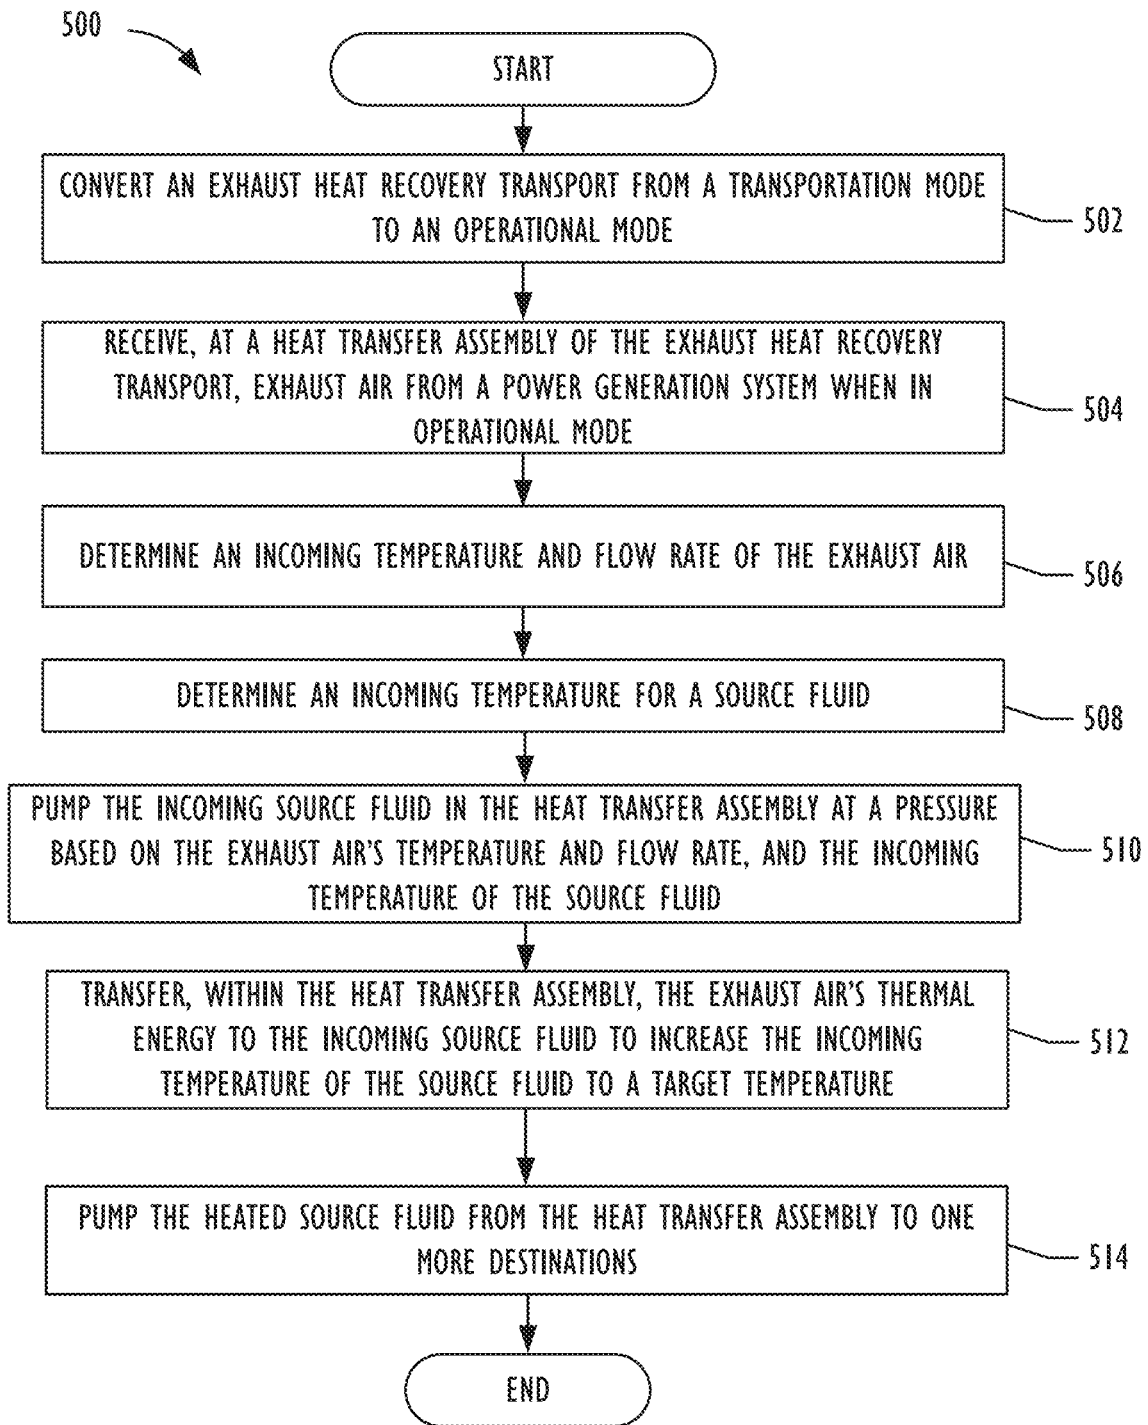 500
START
CONVERT AN EXHAUST HEAT RECOVERY TRANSPORT FROM A TRANSPORTATION MODE
TO AN OPERATIONAL MODE
502
RECEIVE, AT A HEAT TRANSFER ASSEMBLY OF THE EXHAUST HEAT RECOVERY
TRANSPORT, EXHAUST AIR FROM A POWER GENERATION SYSTEM WHEN IN
OPERATIONAL MODE
504
DETERMINE AN INCOMING TEMPERATURE AND FLOW RATE OF THE EXHAUST AIR
506
DETERMINE AN INCOMING TEMPERATURE FOR A SOURCE FLUID
508
PUMP THE INCOMING SOURCE FLUID IN THE HEAT TRANSFER ASSEMBLY AT A PRESSURE
BASED ON THE EXHAUST AIR'S TEMPERATURE AND FLOW RATE, AND THE INCOMING
TEMPERATURE OF THE SOURCE FLUID
510
TRANSFER, WITHIN THE HEAT TRANSFER ASSEMBLY, THE EXHAUST AIR'S THERMAL
ENERGY TO THE INCOMING SOURCE FLUID TO INCREASE THE INCOMING
TEMPERATURE OF THE SOURCE FLUID TO A TARGET TEMPERATURE
512
PUMP THE HEATED SOURCE FLUID FROM THE HEAT TRANSFER ASSEMBLY TO ONE
MORE DESTINATIONS
514
END